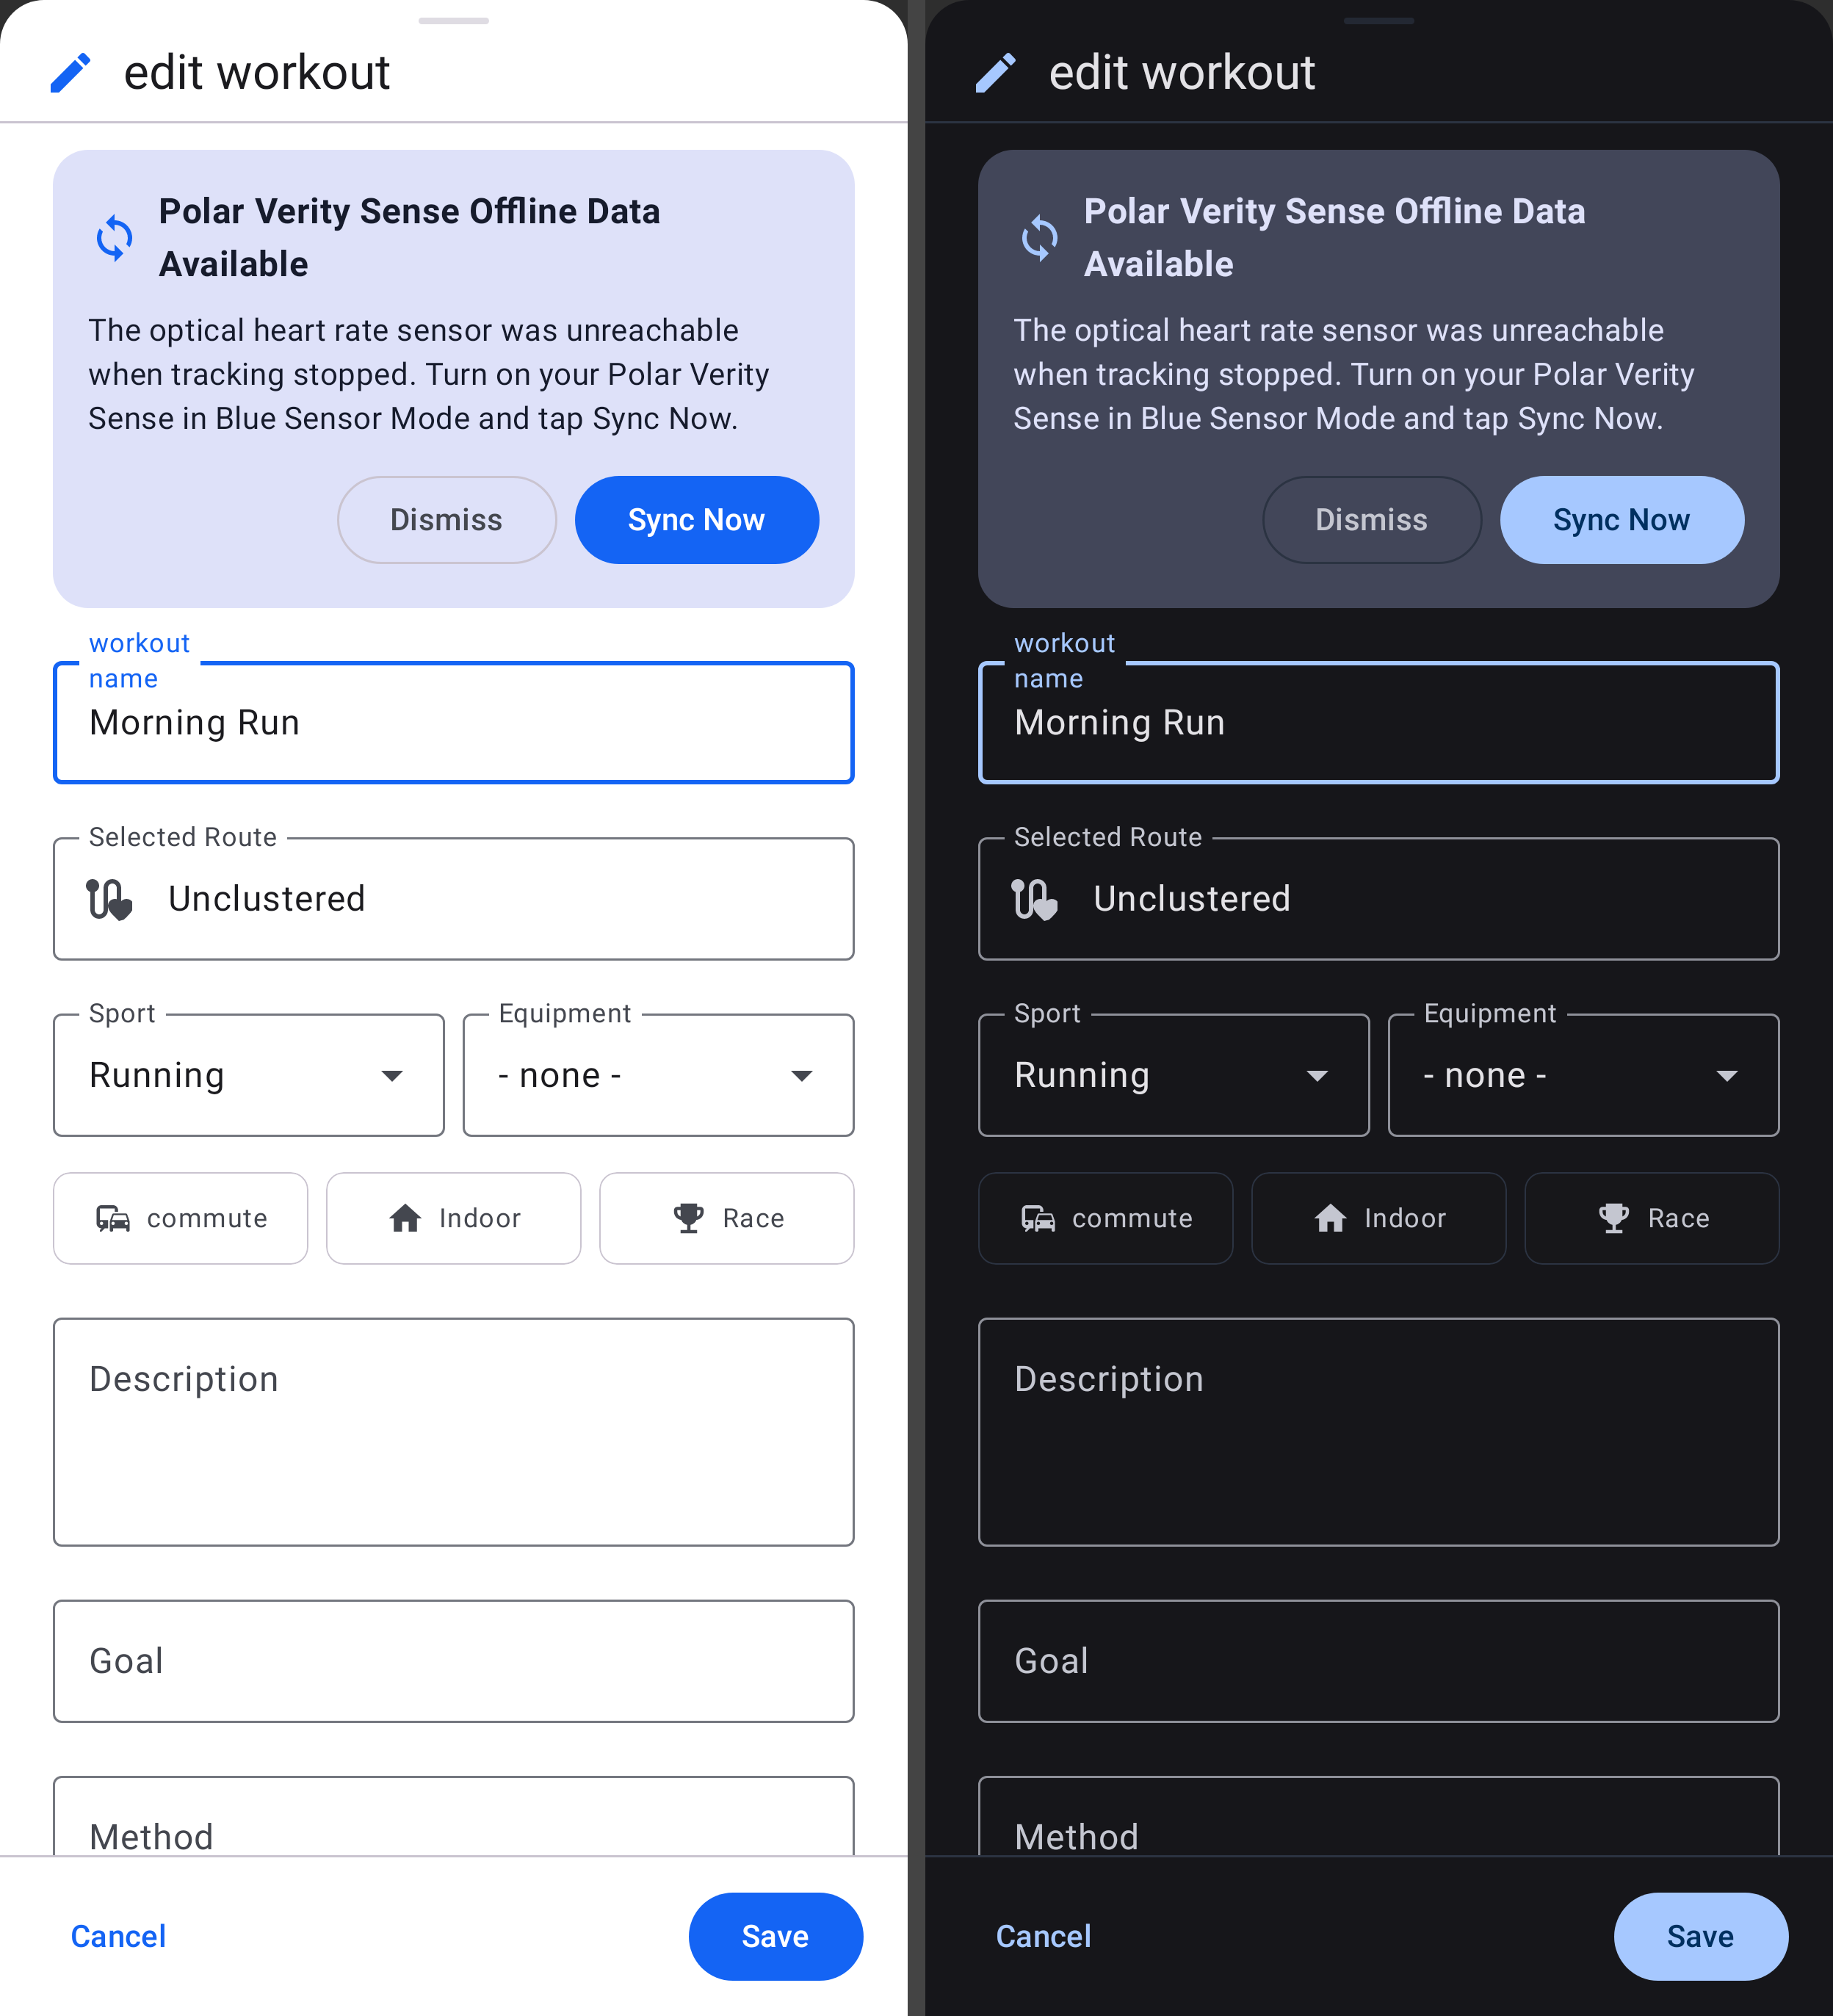 edit workout
Polar Verity Sense Offline Data
Available
The optical heart rate sensor was unreachable
when tracking stopped. Turn on your Polar Verity
Sense in Blue Sensor Mode and tap Sync Now.
Dismiss
Sync Now
workout
name
Morning Run
Selected Route
Unclustered
Sport
Equipment
Running
- none -
commute
Indoor
Race
Description
Goal
Method
Cancel
Save
edit workout
Polar Verity Sense Offline Data
Available
The optical heart rate sensor was unreachable
when tracking stopped. Turn on your Polar Verity
Sense in Blue Sensor Mode and tap Sync Now.
Dismiss
Sync Now
workout
name
Morning Run
Selected Route
Unclustered
Sport
Equipment
Running
- none -
commute
Indoor
Race
Description
Goal
Method
Cancel
Save